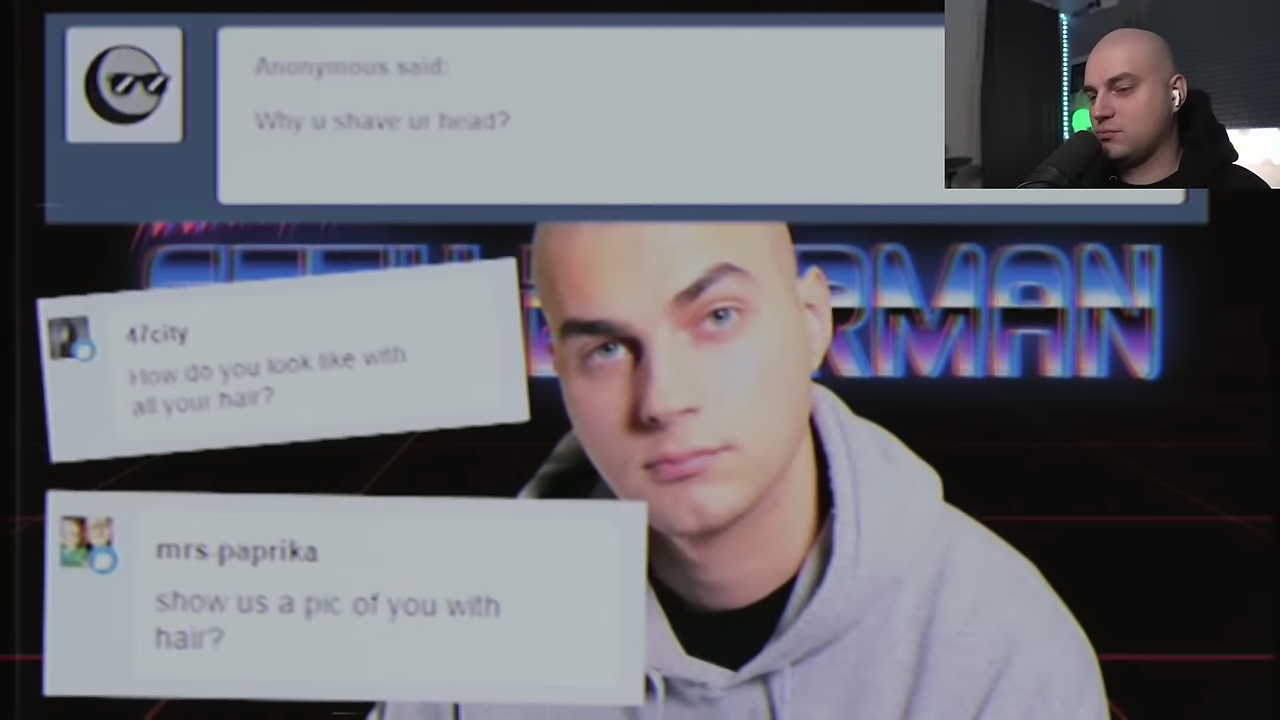 Anonymous said:
Why u shave ur head?
47city
How do you look like with
all your hair?
mrs-paprika
show us a pic of you with
hair?